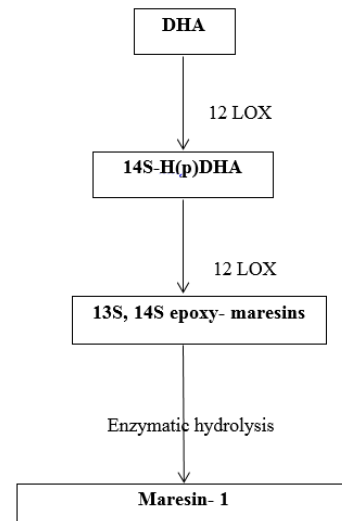 DHA
12 LOX
14S-H(p)DHA
12 LOX
13S, 14S epoxy- maresins
Enzymatic hydrolysis
Maresin- 1